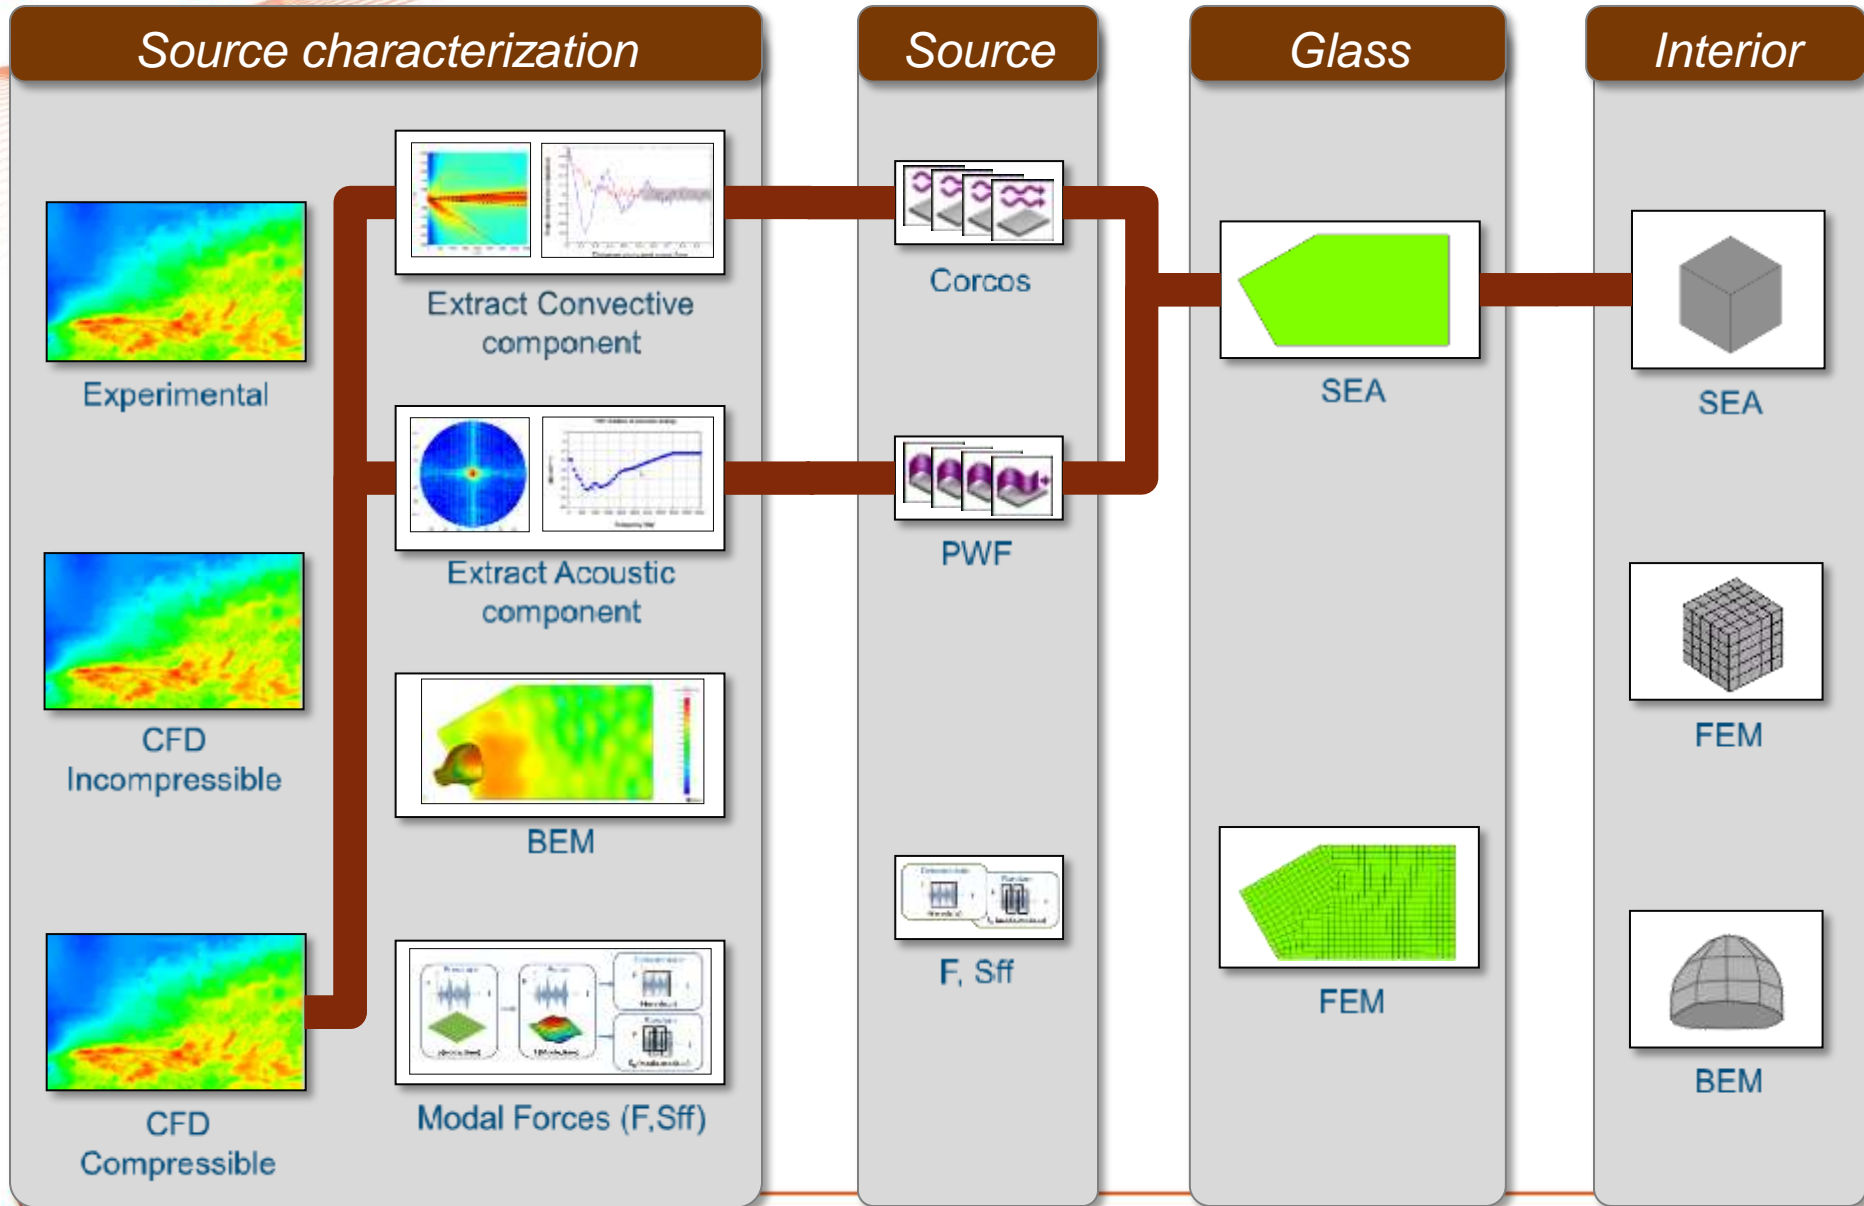 Source characterization
Source
Glass
Interior
Experimental
CFD
Incompressible
CFD
Compressible
Extract Convective
component
Extract Acoustic
component
BEM
Modal Forces (F,Sff)
Corcos
PWF
F, Sff
SEA
FEM
SEA
FEM
BEM